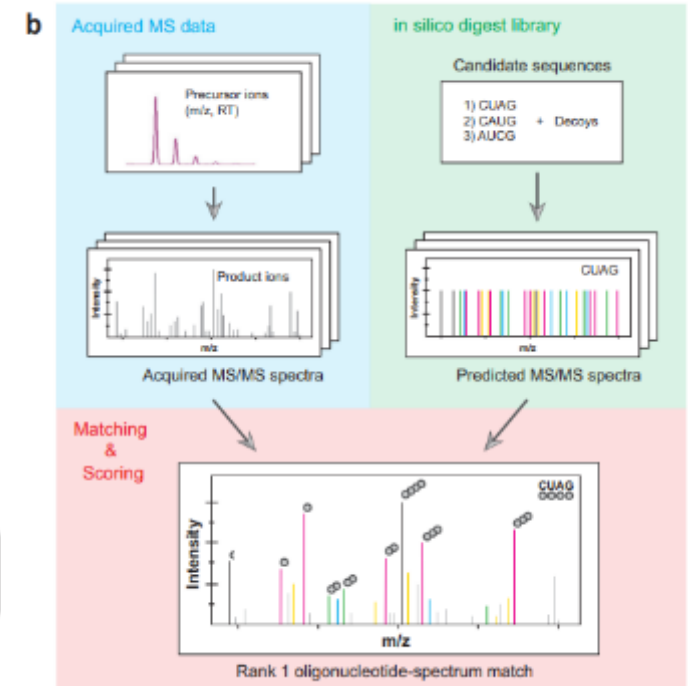 b
Acquired MS data
in silico digest library
Precursor ions
(m/z, RT)
Candidate sequences
1) CUAG
2) CAUG + Decoys
3) AUCG
Intensity
Product ions
m/z
Acquired MS/MS spectra
Intensity
CUAG
m/z
Predicted MS/MS spectra
Matching
&
Scoring
Intensity
CUAG
m/z
Rank 1 oligonucleotide-spectrum match